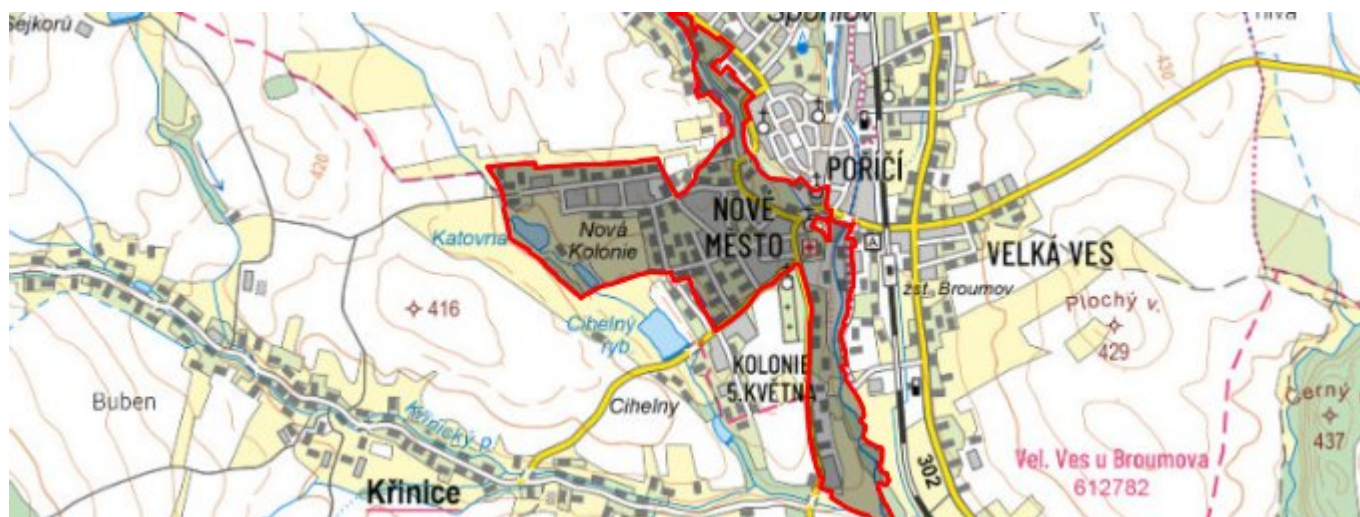 Sejkorů
Spořilov
430
420
POŘÍČÍ
NOVÉ
MĚSTO
Nová
Kolonie
Katovna
VELKÁ VES
zst. Broumov
Plochý v.
429
416
Cihelný
ryb.
KOLONIE
5.KVĚTNA
Cihelny
Buben
Křinický p.
Křinice
302
Vel. Ves u Broumova
612782
Černý
437